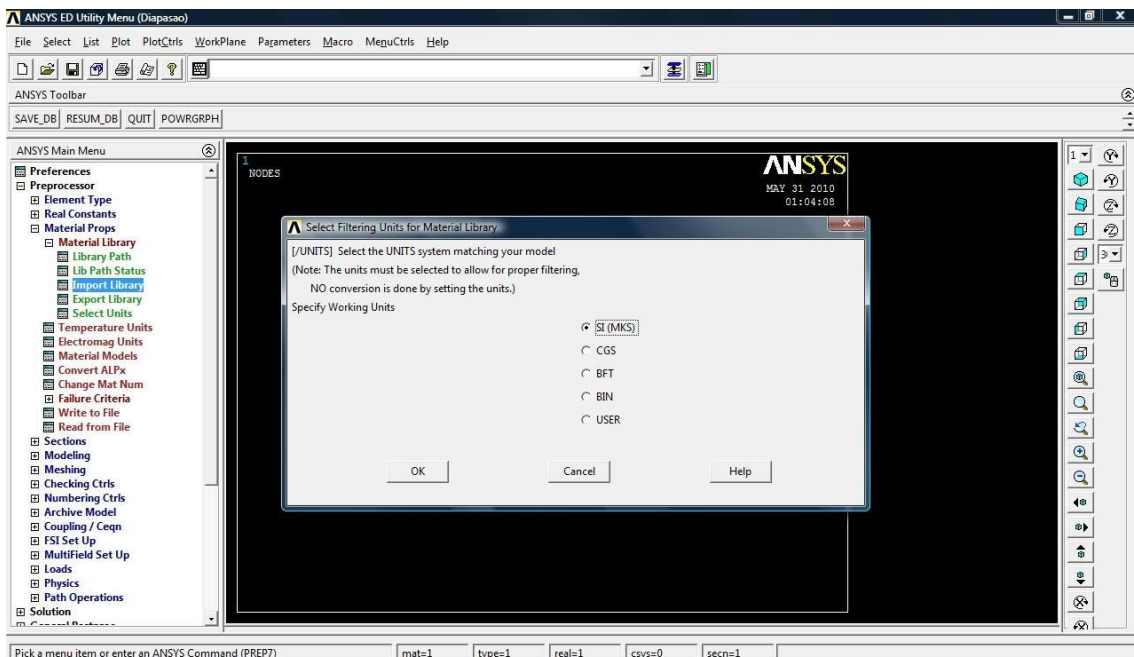 ANSYS ED Utility Menu (Diapasao)
File Select List Plot PlotCtrls WorkPlane Parameters Macro MenuCtrls Help
ANSYS Toolbar
SAVE_DB RESUM_DB QUIT POWRGRPH
ANSYS Main Menu
Preferences
Preprocessor
Element Type
Real Constants
Material Props
Material Library
Library Path
Lib Path Status
Import Library
Export Library
Select Units
Temperature Units
Electromag Units
Material Models
Convert ALPx
Change Mat Num
Failure Criteria
Write to File
Read from File
Sections
Modeling
Meshing
Checking Ctrls
Numbering Ctrls
Archive Model
Coupling / Ceqn
FSI Set Up
MultiField Set Up
Loads
Physics
Path Operations
Solution
1
NODES
ANSYS
MAY 31 2010
01:04:08
Select Filtering Units for Material Library
[/UNITS] Select the UNITS system matching your model
(Note: The units must be selected to allow for proper filtering,
NO conversion is done by setting the units.)
Specify Working Units
SI (MKS)
CGS
BFT
BIN
USER
OK Cancel Help
1
3
Pick a menu item or enter an ANSYS Command (PREP7) mat=1 type=1 real=1 csys=0 secn=1